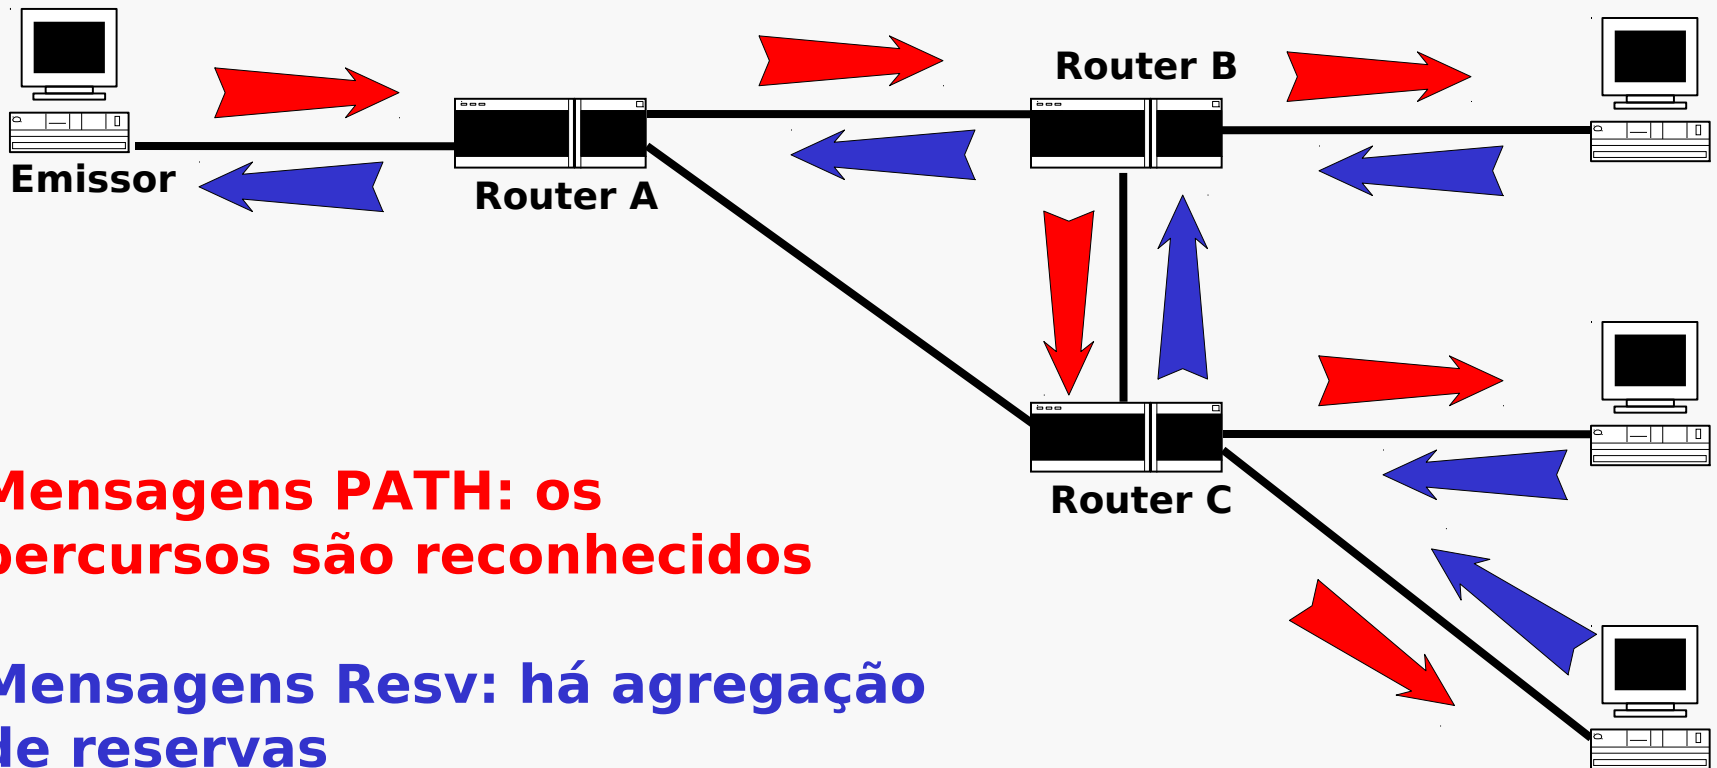 Router B
Emissor
Router A
Router C
Mensagens PATH: os
percursos são reconhecidos
Mensagens Resv: há agregação
de reservas